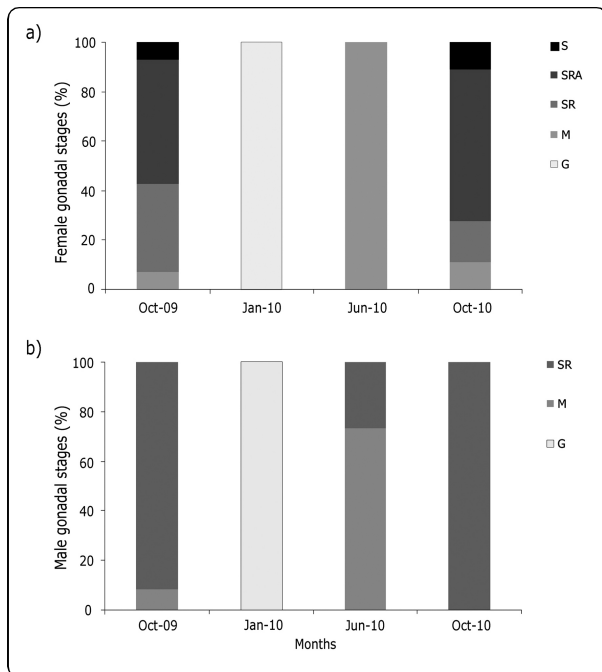 a)
Female gonadal stages (%)
100
80
60
40
20
0
Oct-09 Jan-10 Jun-10 Oct-10
S
SRA
SR
M
G
b)
Male gonadal stages (%)
100
80
60
40
20
0
Oct-09 Jan-10 Jun-10 Oct-10
Months
SR
M
G